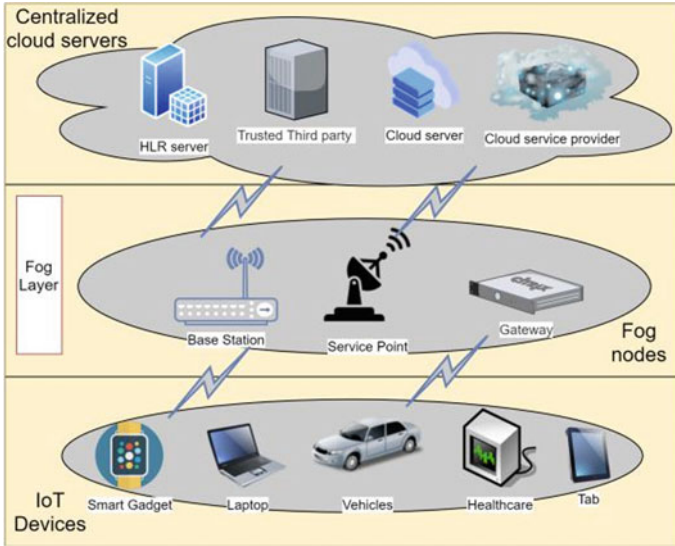 Centralized
cloud servers
HLR server
Trusted Third party
Cloud server
Cloud service provider
Fog
Layer
Base Station
Service Point
citrix
Gateway
Fog
nodes
Smart Gadget
Laptop
Vehicles
Healthcare
Tab
IoT
Devices